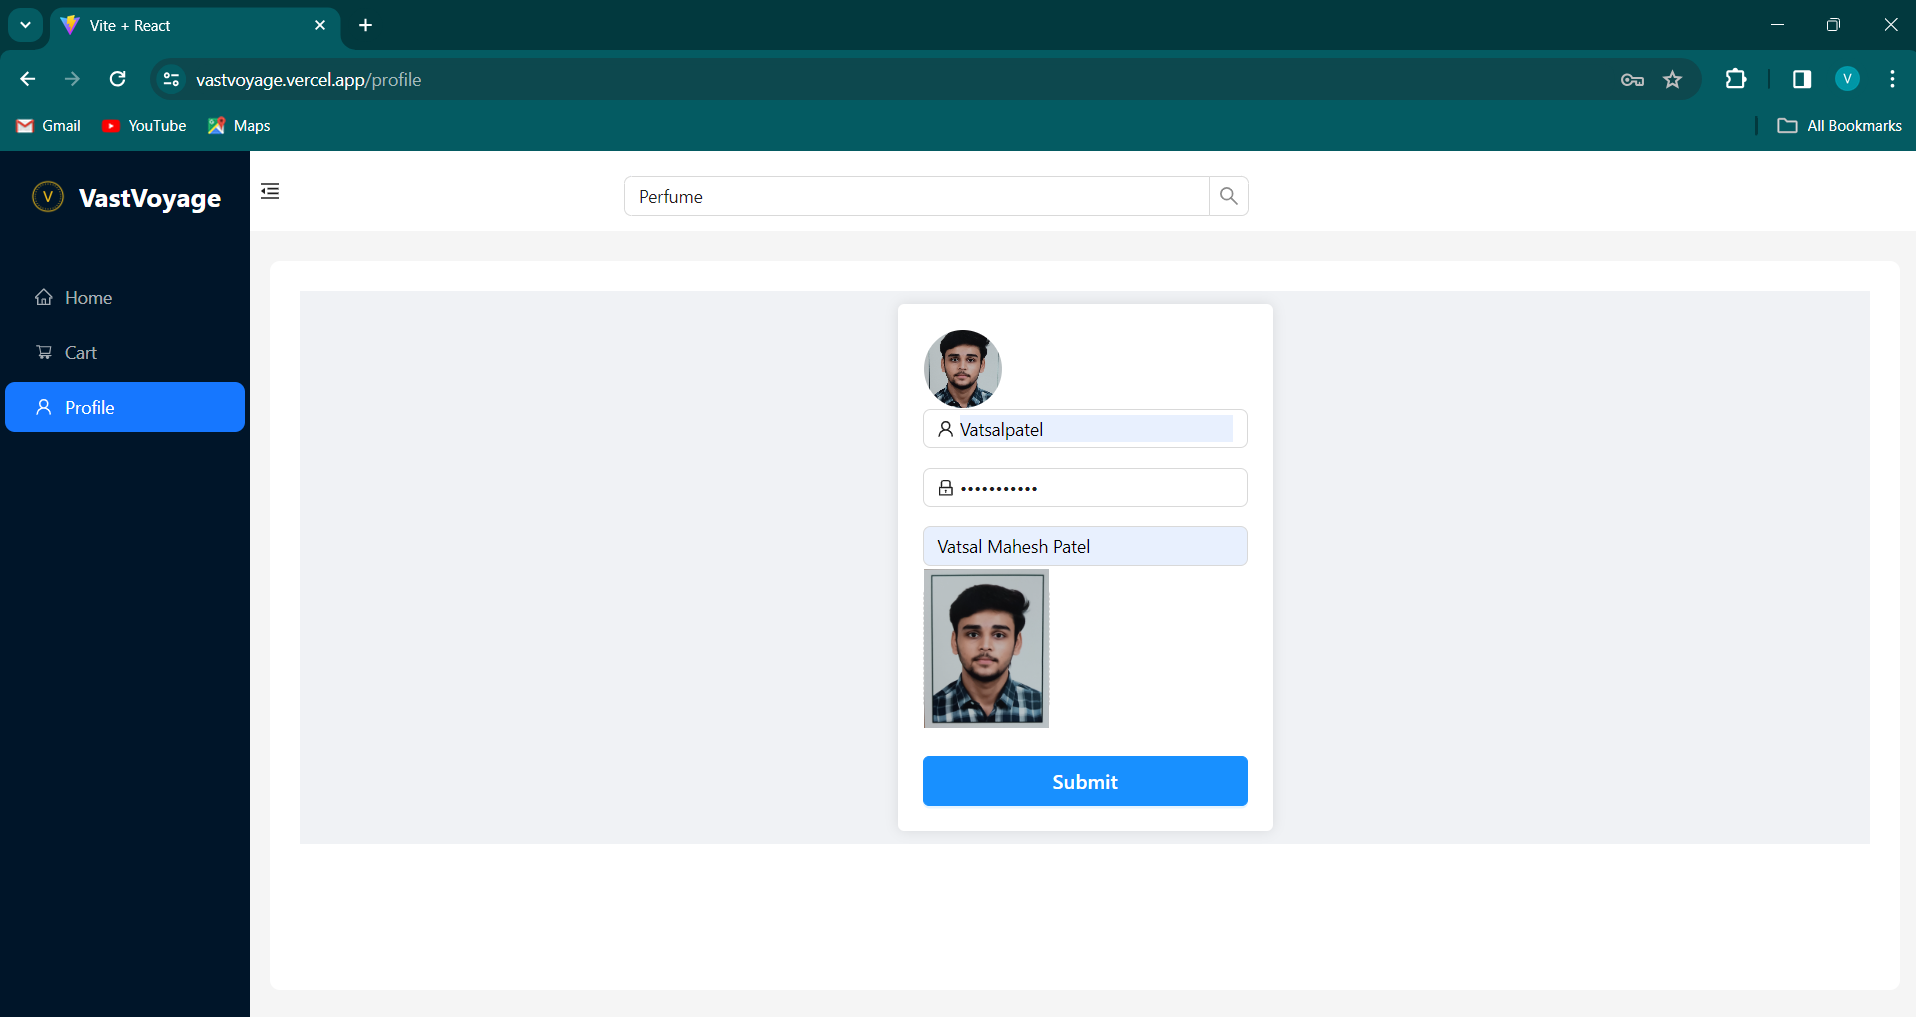 Vite + React
vastvoyage.vercel.app/profile
V
Gmail
YouTube
Maps
All Bookmarks
V
VastVoyage
Perfume
Home
Cart
Profile
Vatsalpatel
•••••••••••
Vatsal Mahesh Patel
Submit